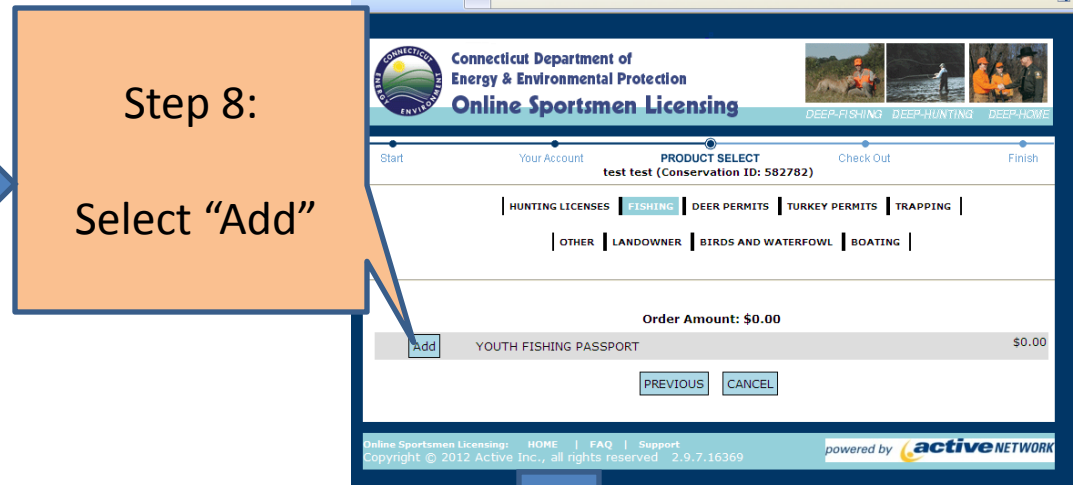 Step 8:
Select “Add”
CONNECTICUT
ENERGY
ENVIRONMENT
Connecticut Department of
Energy & Environmental Protection
Online Sportsmen Licensing
DEEP-FISHING DEEP-HUNTING DEEP-HOME
Start Your Account PRODUCT SELECT Check Out Finish
test test (Conservation ID: 582782)
HUNTING LICENSES FISHING DEER PERMITS TURKEY PERMITS TRAPPING
OTHER LANDOWNER BIRDS AND WATERFOWL BOATING
Order Amount: $0.00
Add YOUTH FISHING PASSPORT $0.00
PREVIOUS CANCEL
Online Sportsmen Licensing: HOME | FAQ | Support
Copyright © 2012 Active Inc., all rights reserved 2.9.7.16369
powered by active NETWORK